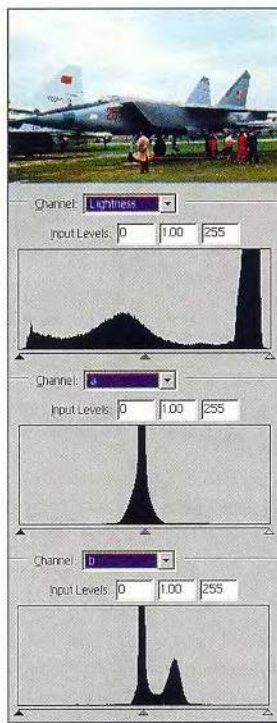 Channel: Lightness
Input Levels: 0 1.00 255
Channel: a
Input Levels: 0 1.00 255
Channel: b
Input Levels: 0 1.00 255